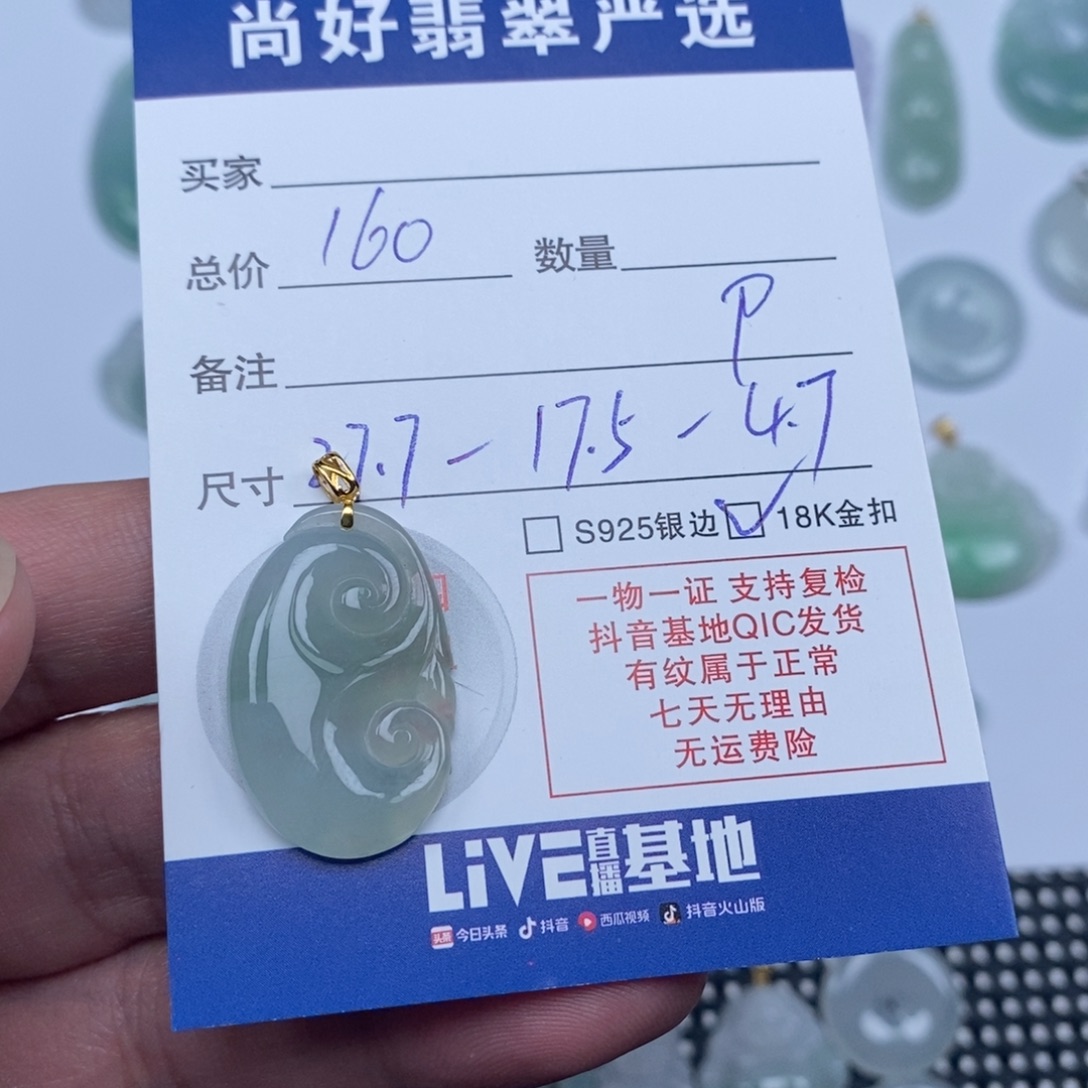 尚好翡翠严选
买家
总价 160 数量
备注 P
尺寸 27.7-17.5-4.7
S925银边 18K金扣
一物一证 支持复检
抖音基地QIC发货
有纹属于正常
七天无理由
无运费险
LiVE直播基地
头条 今日头条 抖音 西瓜视频 抖音火山版